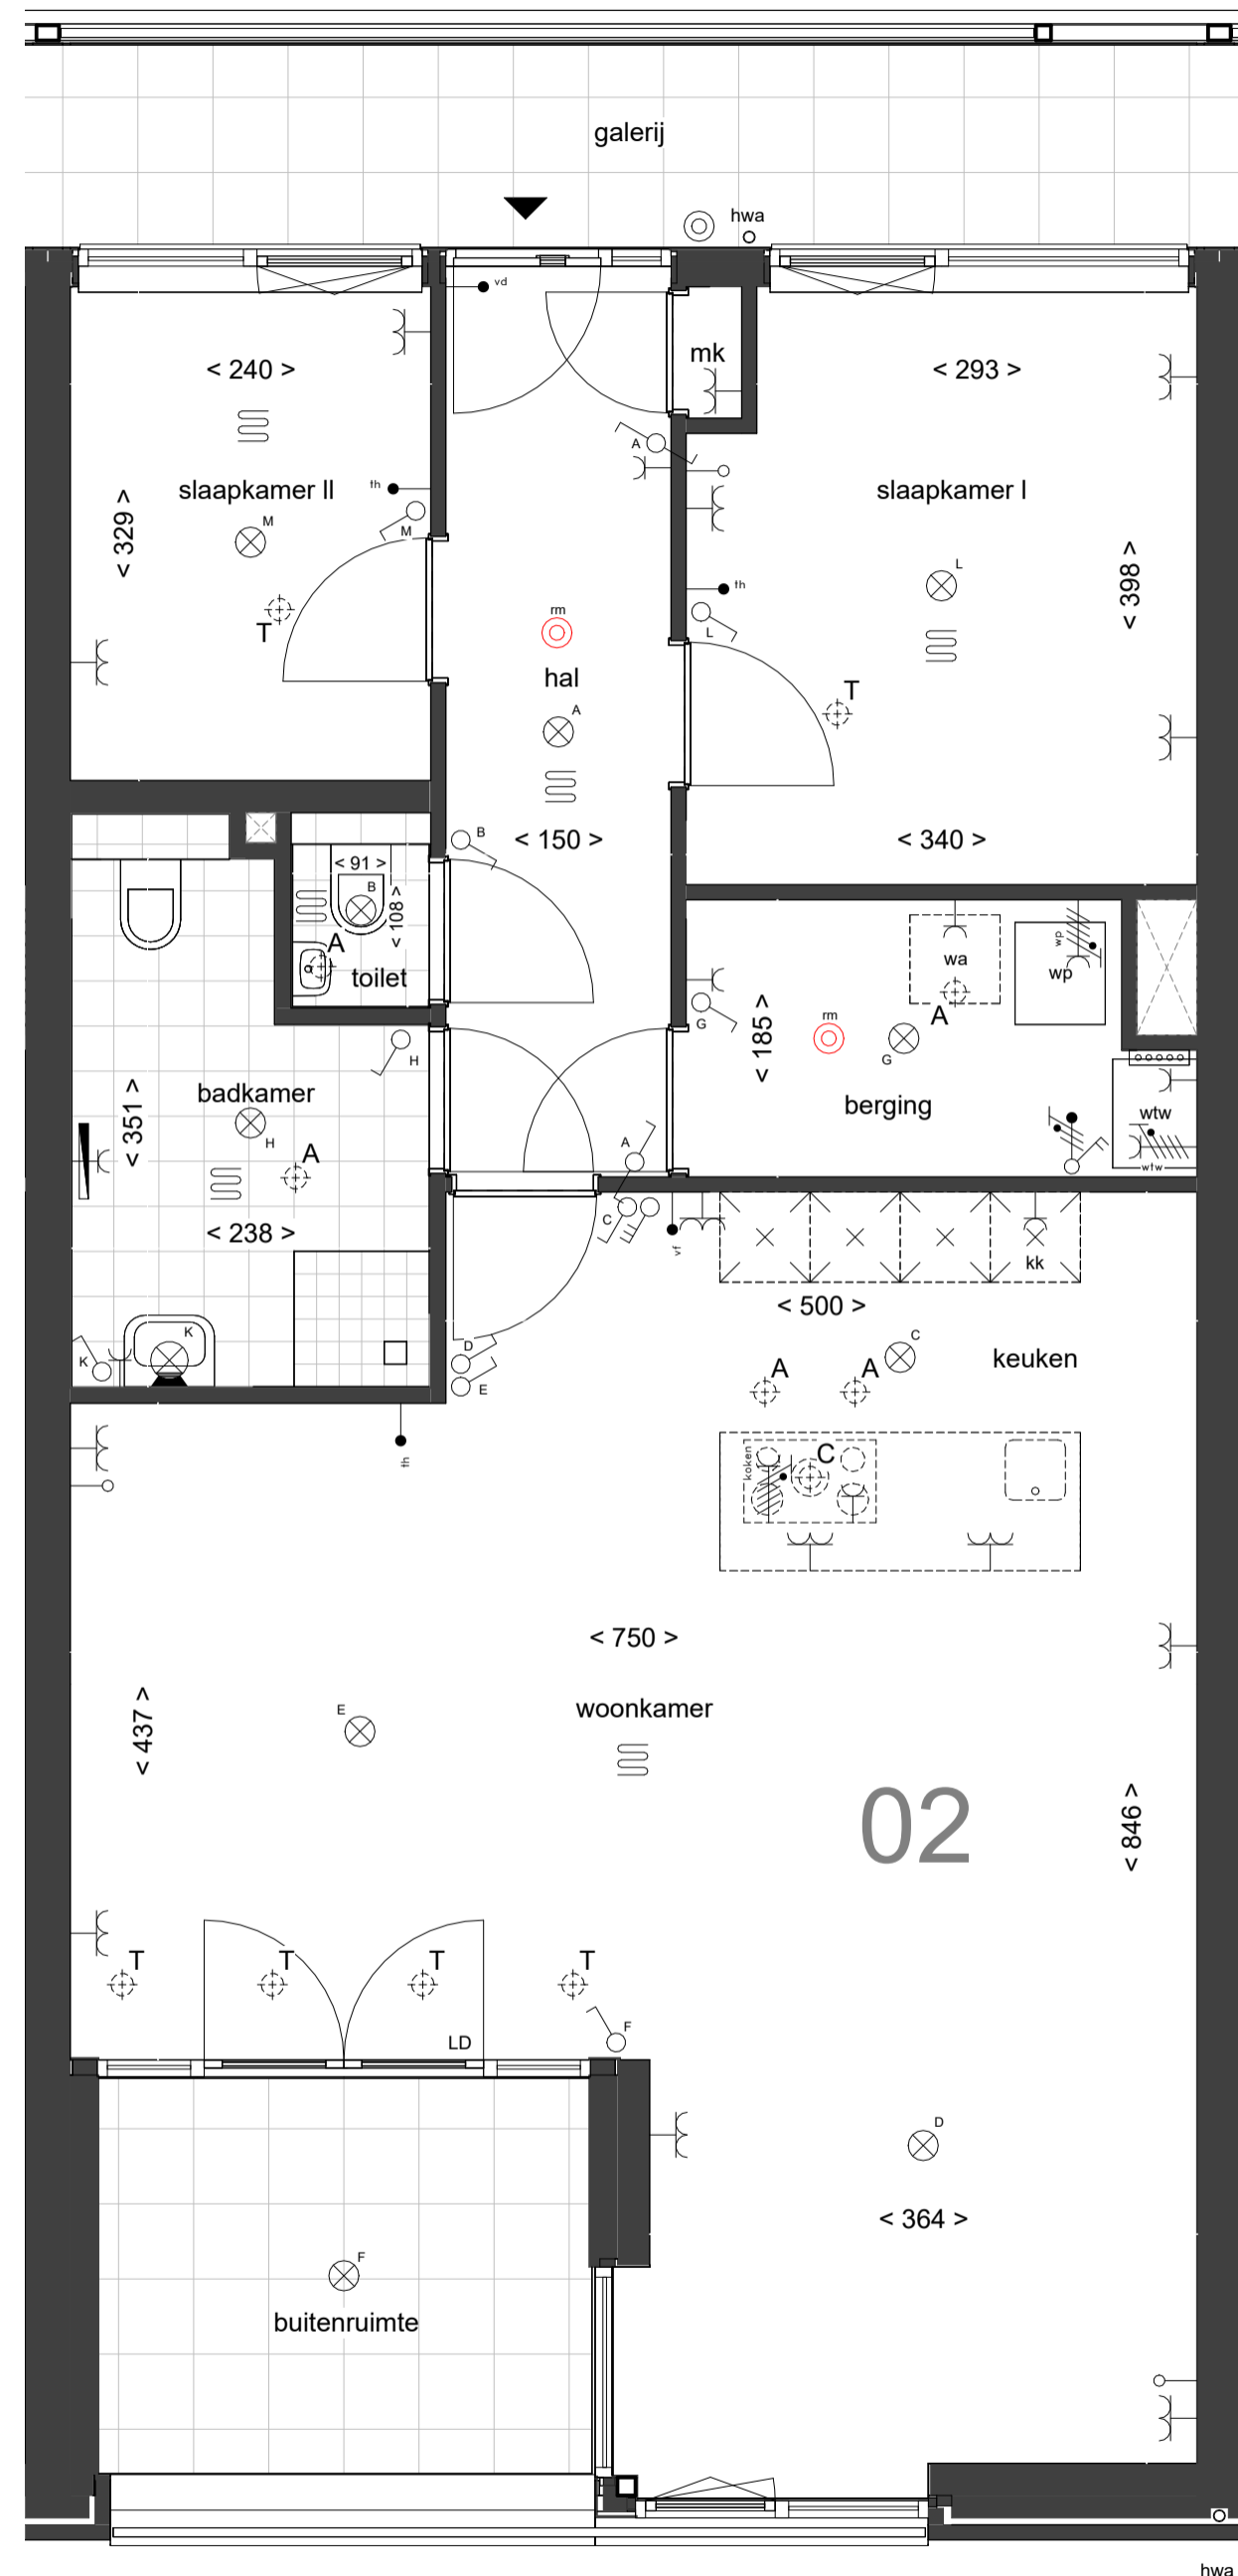 galerij
hwa
vd
mk
< 240 >
< 293 >
A
slaapkamer II
th
slaapkamer I
M
M
< 329 >
L
< 398 >
th
T
rm
L
hal
T
A
B
< 150 >
< 340 >
< 91 >
B
< 108 >
A
toilet
wa
wp
wp
A
G
rm
G
< 185 >
H
badkamer
berging
wtw
wtw
< 351 >
H
A
A
< 238 >
C
vf
kk
< 500 >
K
K
D
E
C
keuken
A
A
th
koken
C
< 750 >
E
woonkamer
< 437 >
02
< 846 >
T
T
T
T
F
LD
D
< 364 >
F
buitenruimte
hwa